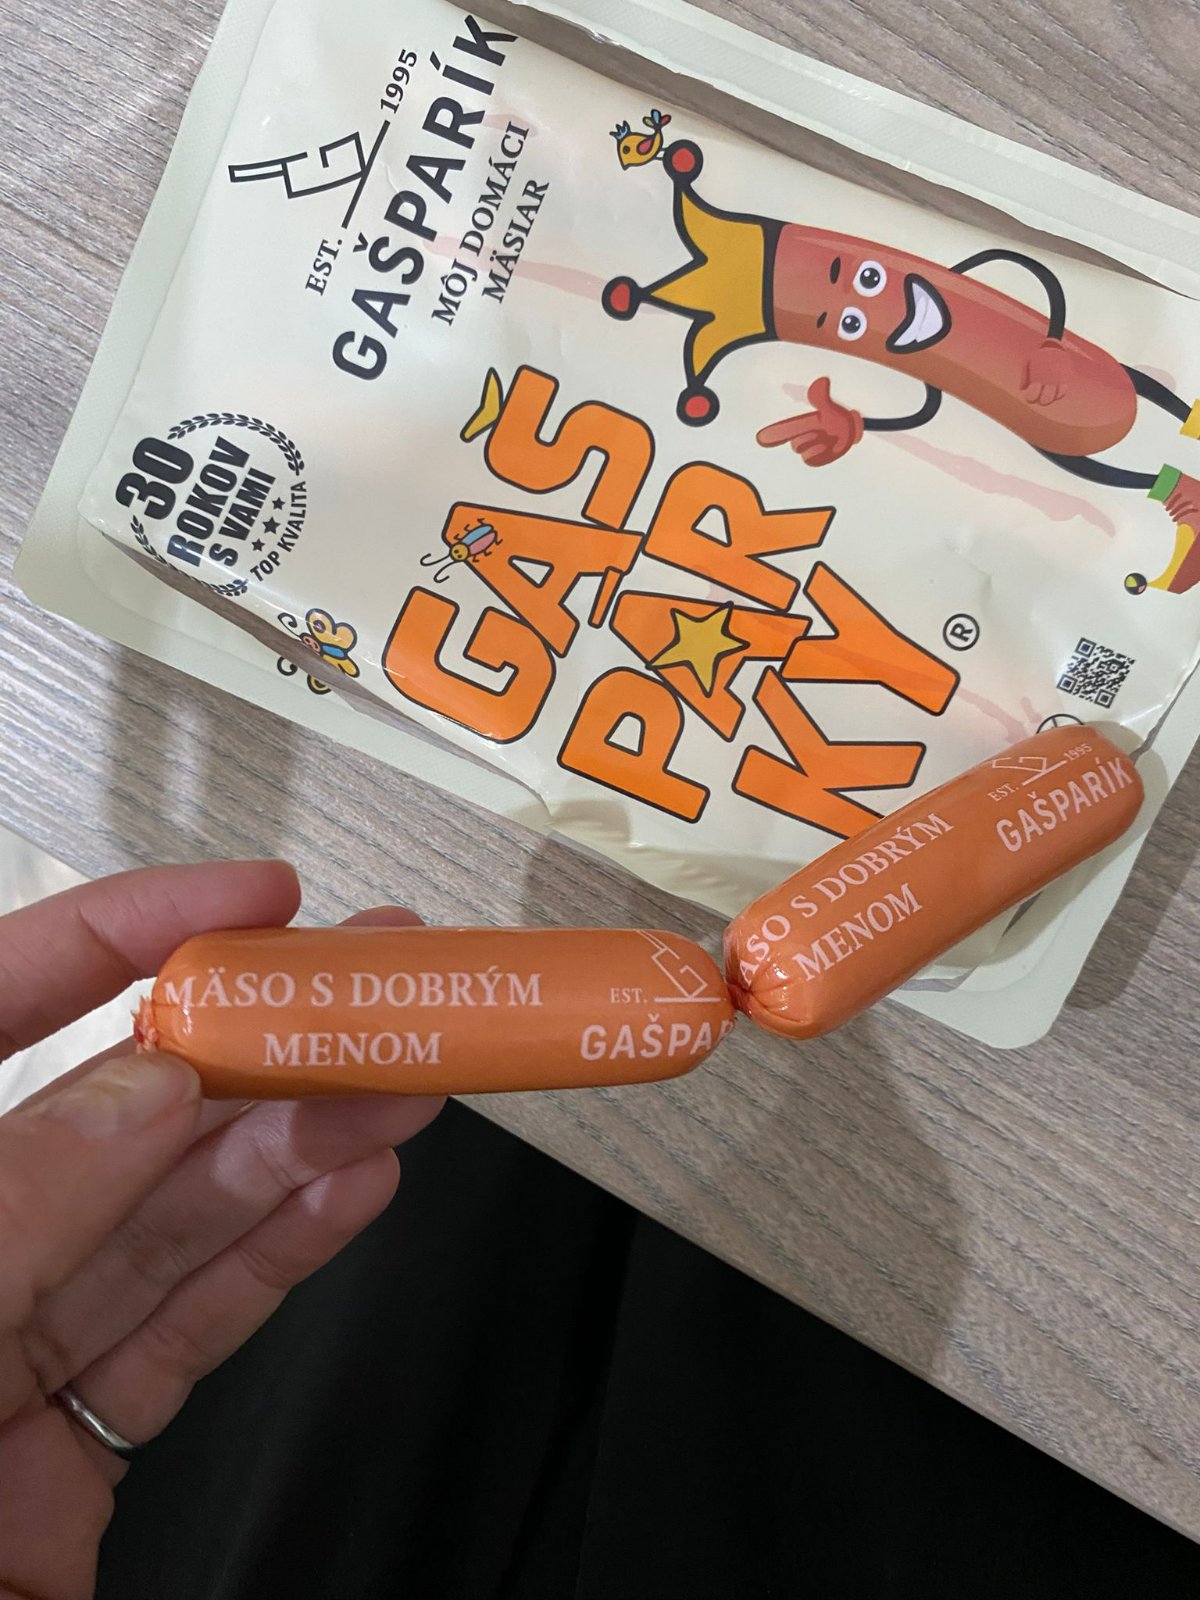 EST. 1995
GAŠPARÍK
MÔJ DOMÁCI
MÄSIAR
30
ROKOV
S VAMI
TOP KVALITA
GAŠ
PAR
KY
®
MÄSO S DOBRÝM
MENOM
EST.
GAŠPAR
ÄSO S DOBRÝM
MENOM
EST. 1995
GAŠPARÍK